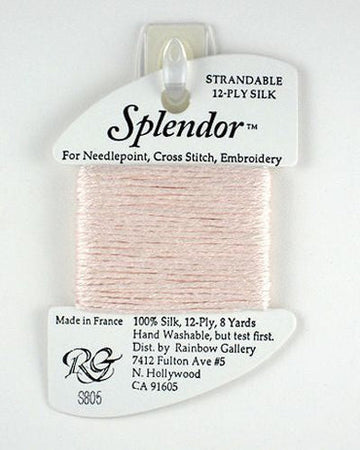 STRANDABLE
12-PLY SILK
Splendor™
For Needlepoint, Cross Stitch, Embroidery
Made in France
100% Silk, 12-Ply, 8 Yards
Hand Washable, but test first.
Dist. by Rainbow Gallery
7412 Fulton Ave #5
N. Hollywood
CA 91605
RG
S805